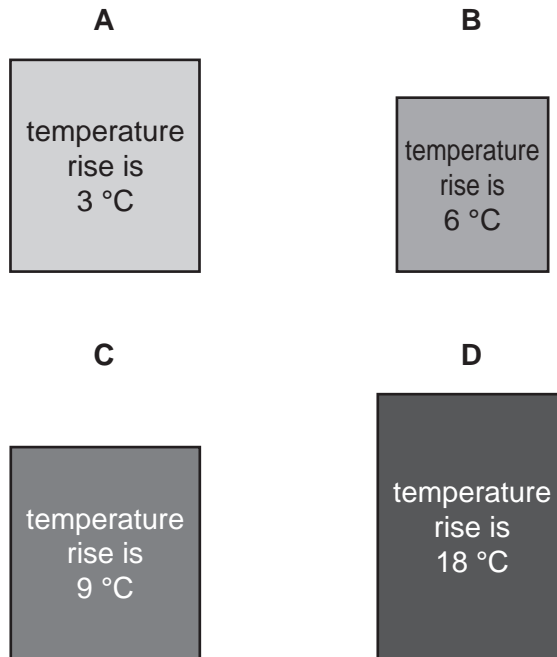 A
temperature
rise is
3 °C
B
temperature
rise is
6 °C
C
temperature
rise is
9 °C
D
temperature
rise is
18 °C